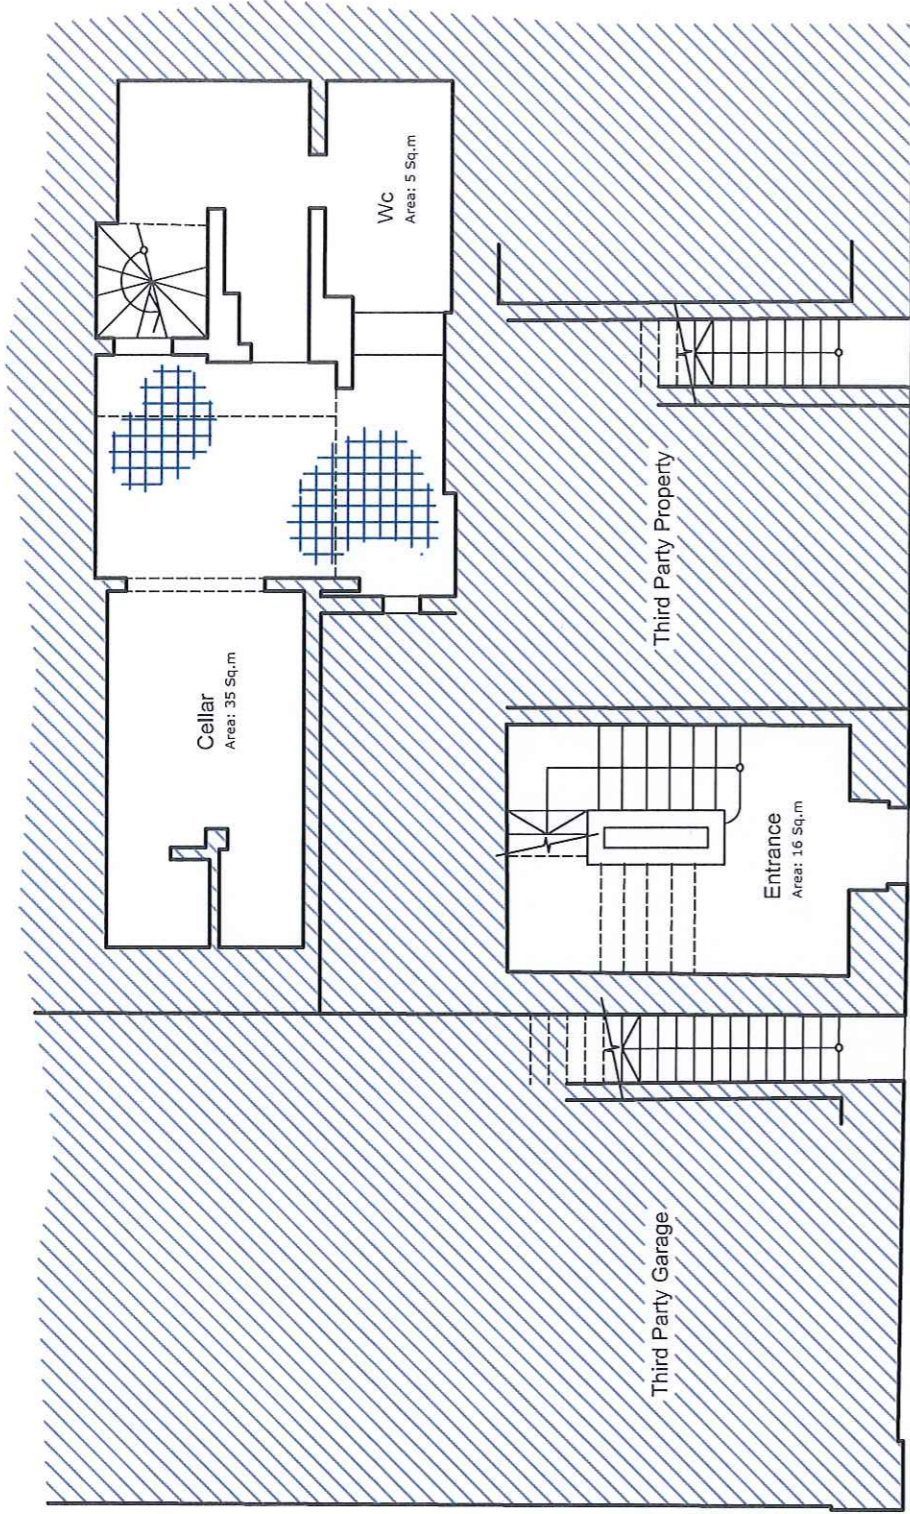 Cellar
Area: 35 Sq.m
Wc
Area: 5 Sq.m
Third Party Garage
Entrance
Area: 16 Sq.m
Third Party Property